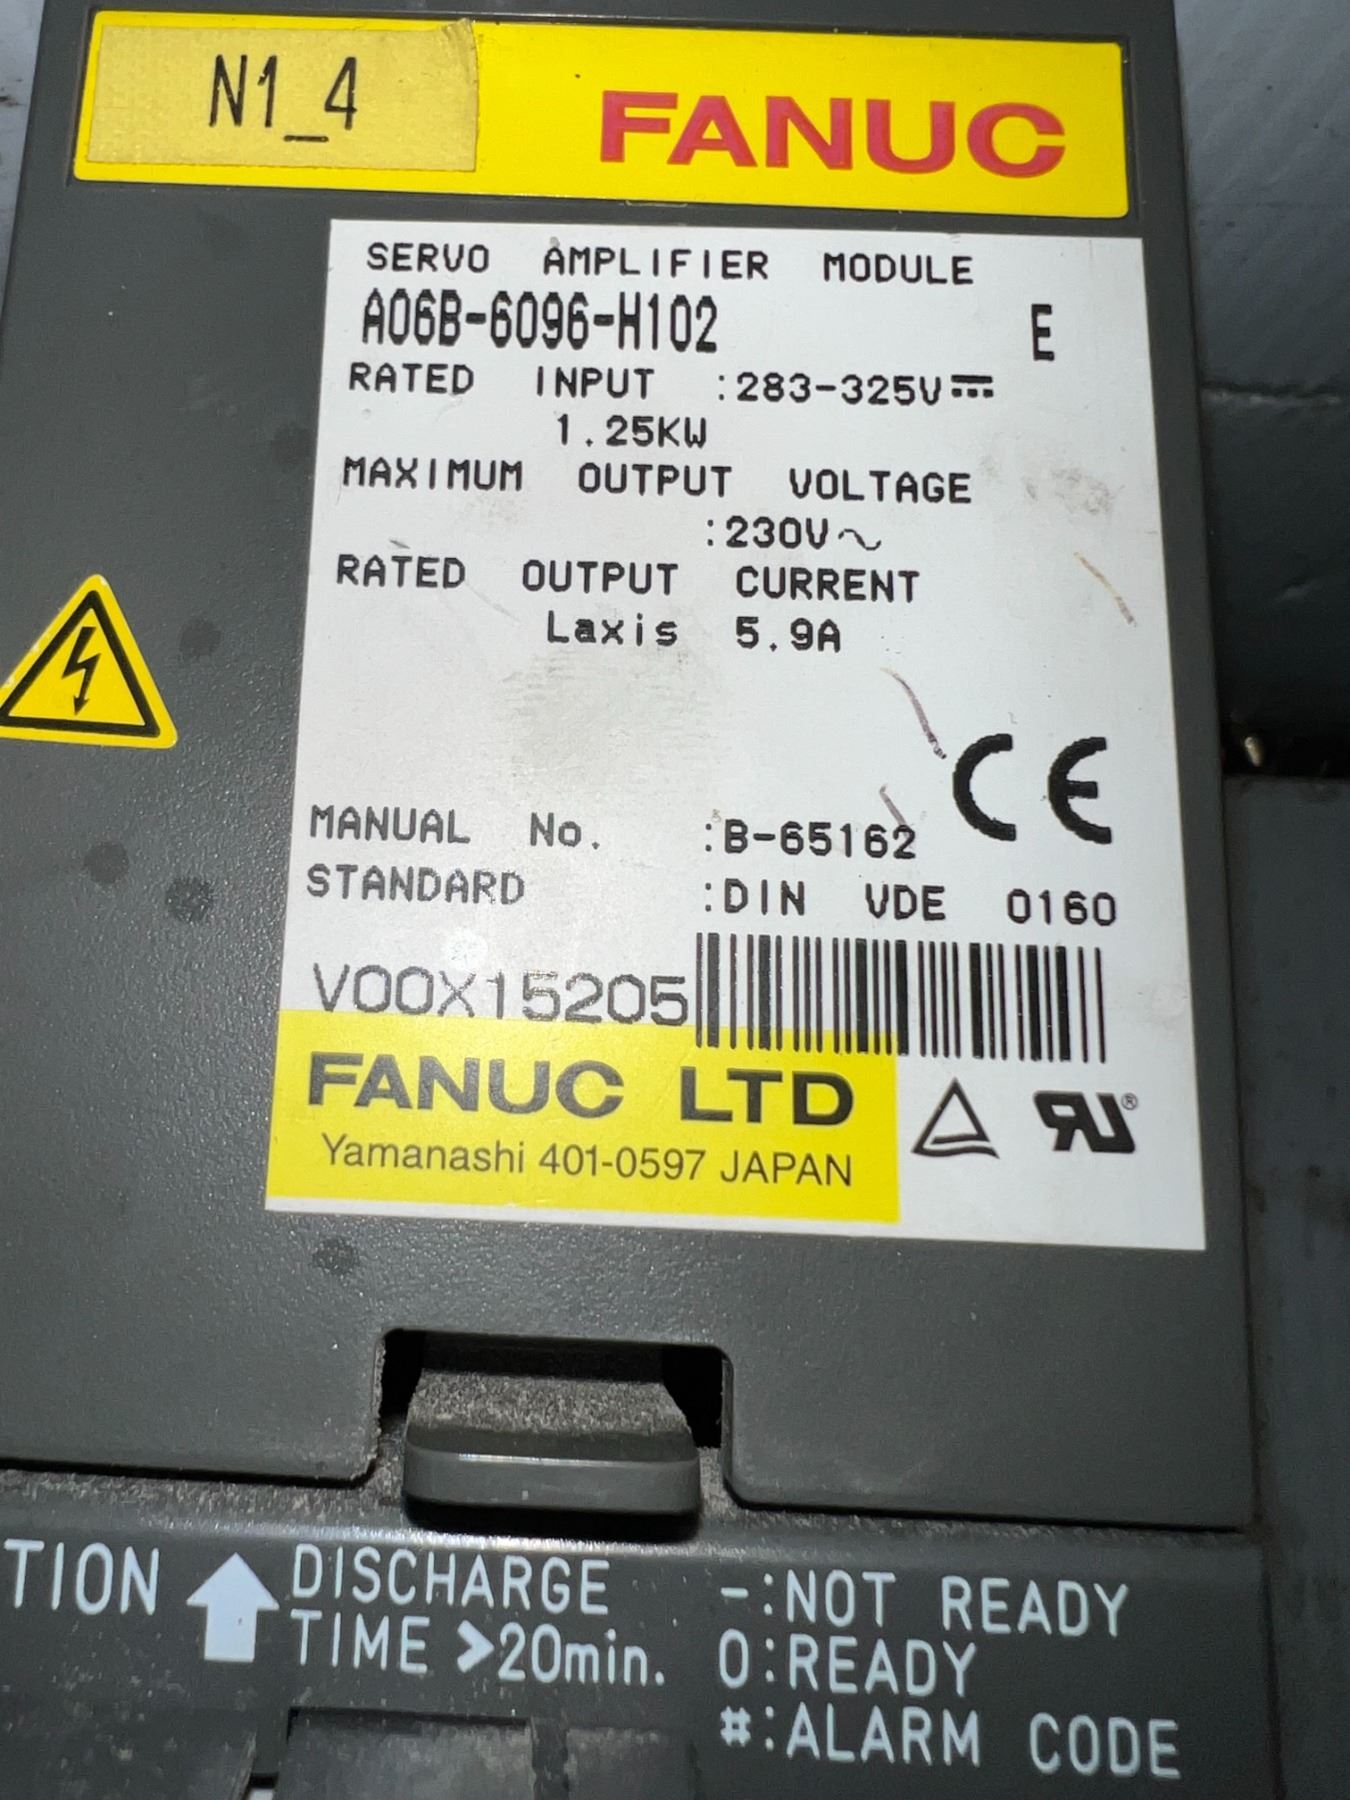 N1_4
FANUC
SERVO AMPLIFIER MODULE
A06B-6096-H102 E
RATED INPUT :283-325V⎓
1.25KW
MAXIMUM OUTPUT VOLTAGE
:230V~
RATED OUTPUT CURRENT
Laxis 5.9A
CE
MANUAL No. :B-65162
STANDARD :DIN VDE 0160
V00X15205
FANUC LTD
Yamanashi 401-0597 JAPAN
TION DISCHARGE
TIME >20min.
-:NOT READY
0:READY
#:ALARM CODE